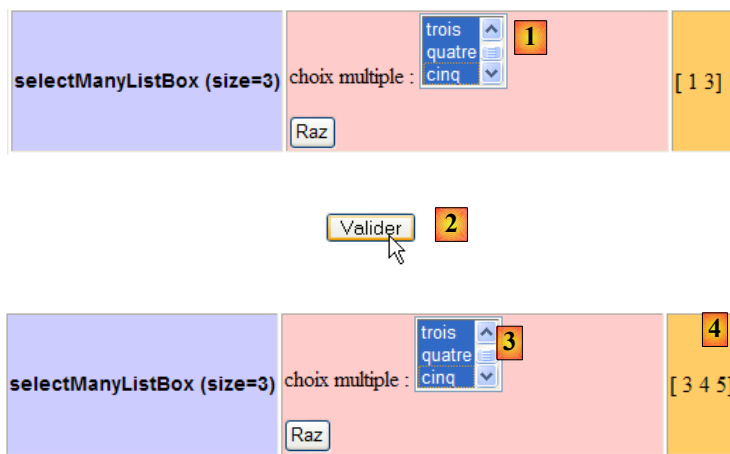 trois
quatre
cinq
1
selectManyListBox (size=3)
choix multiple :
[ 1 3]
Raz
Valider
2
trois
quatre
cinq
3
4
selectManyListBox (size=3)
choix multiple :
[ 3 4 5]
Raz